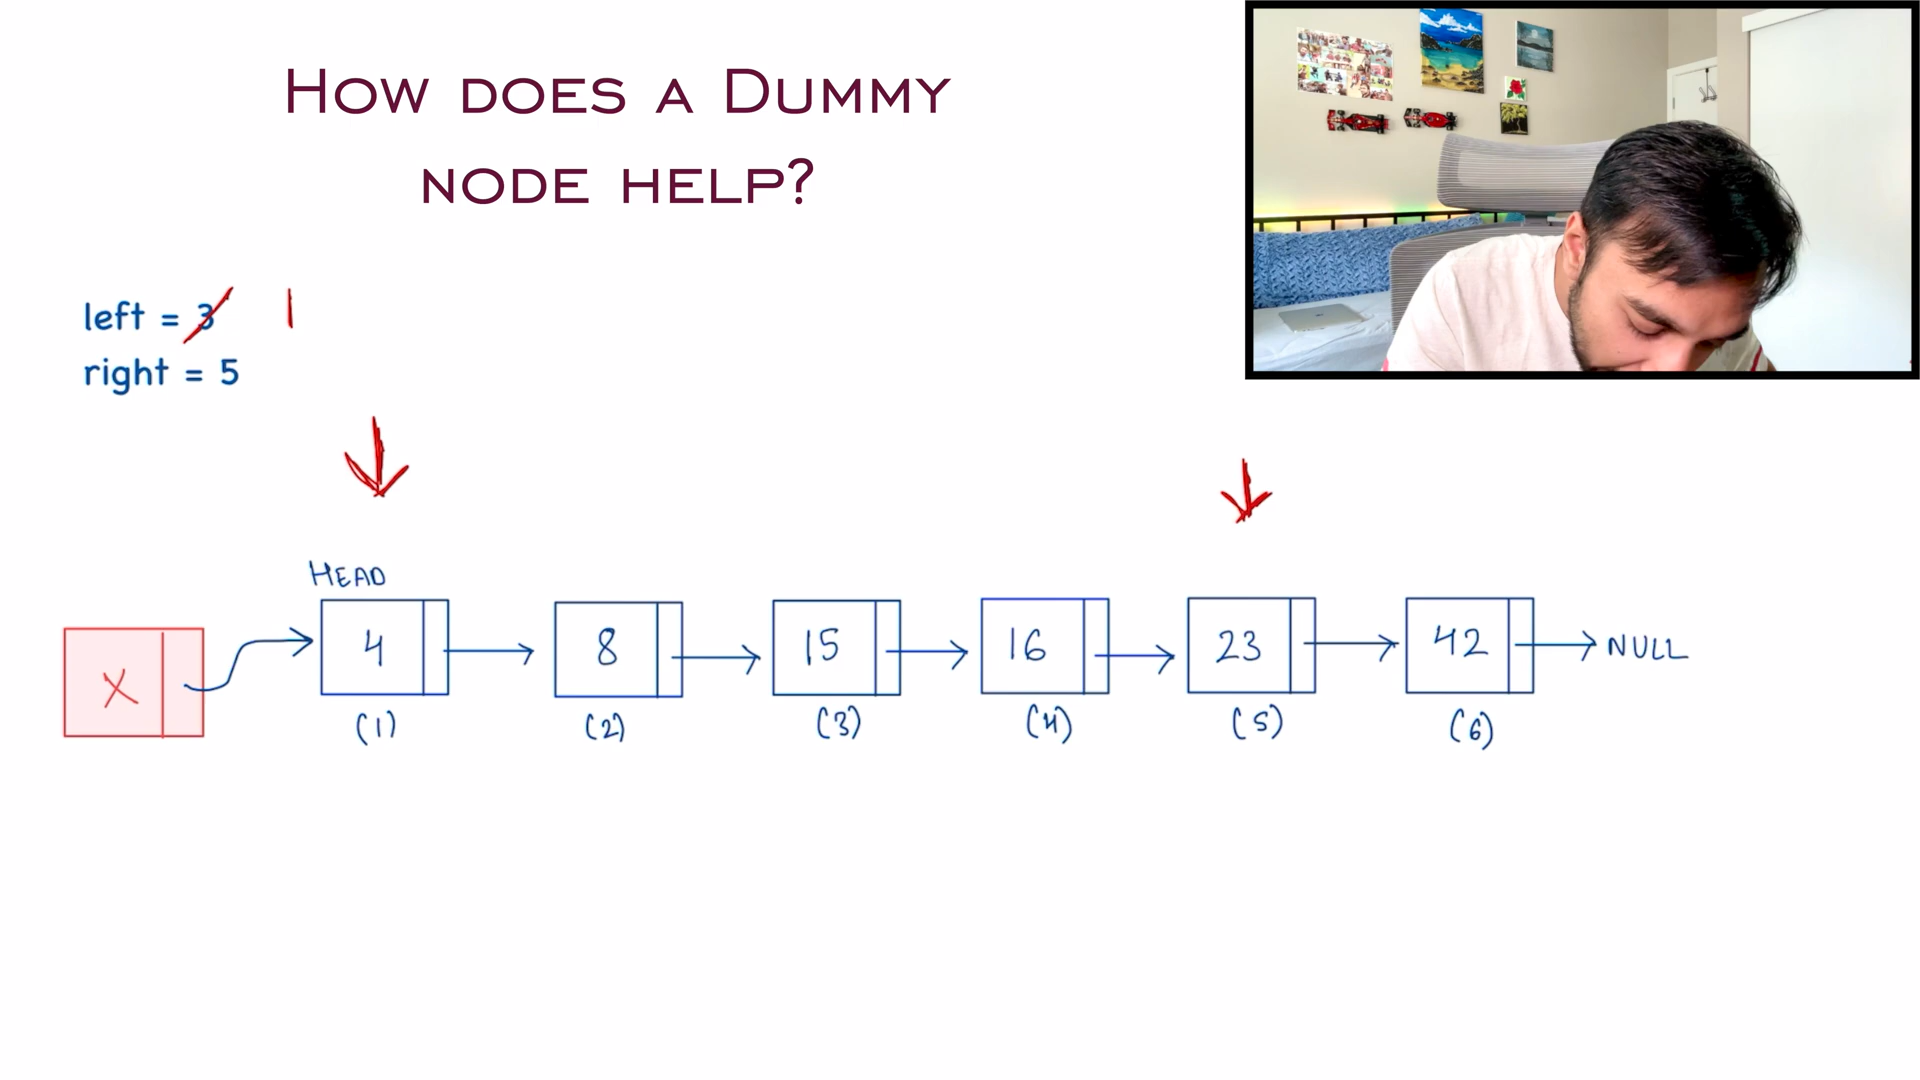 How does a Dummy
node help?
left = 3 1
right = 5
HEAD
X 4 8 15 16 23 42 NULL
(1) (2) (3) (4) (5) (6)